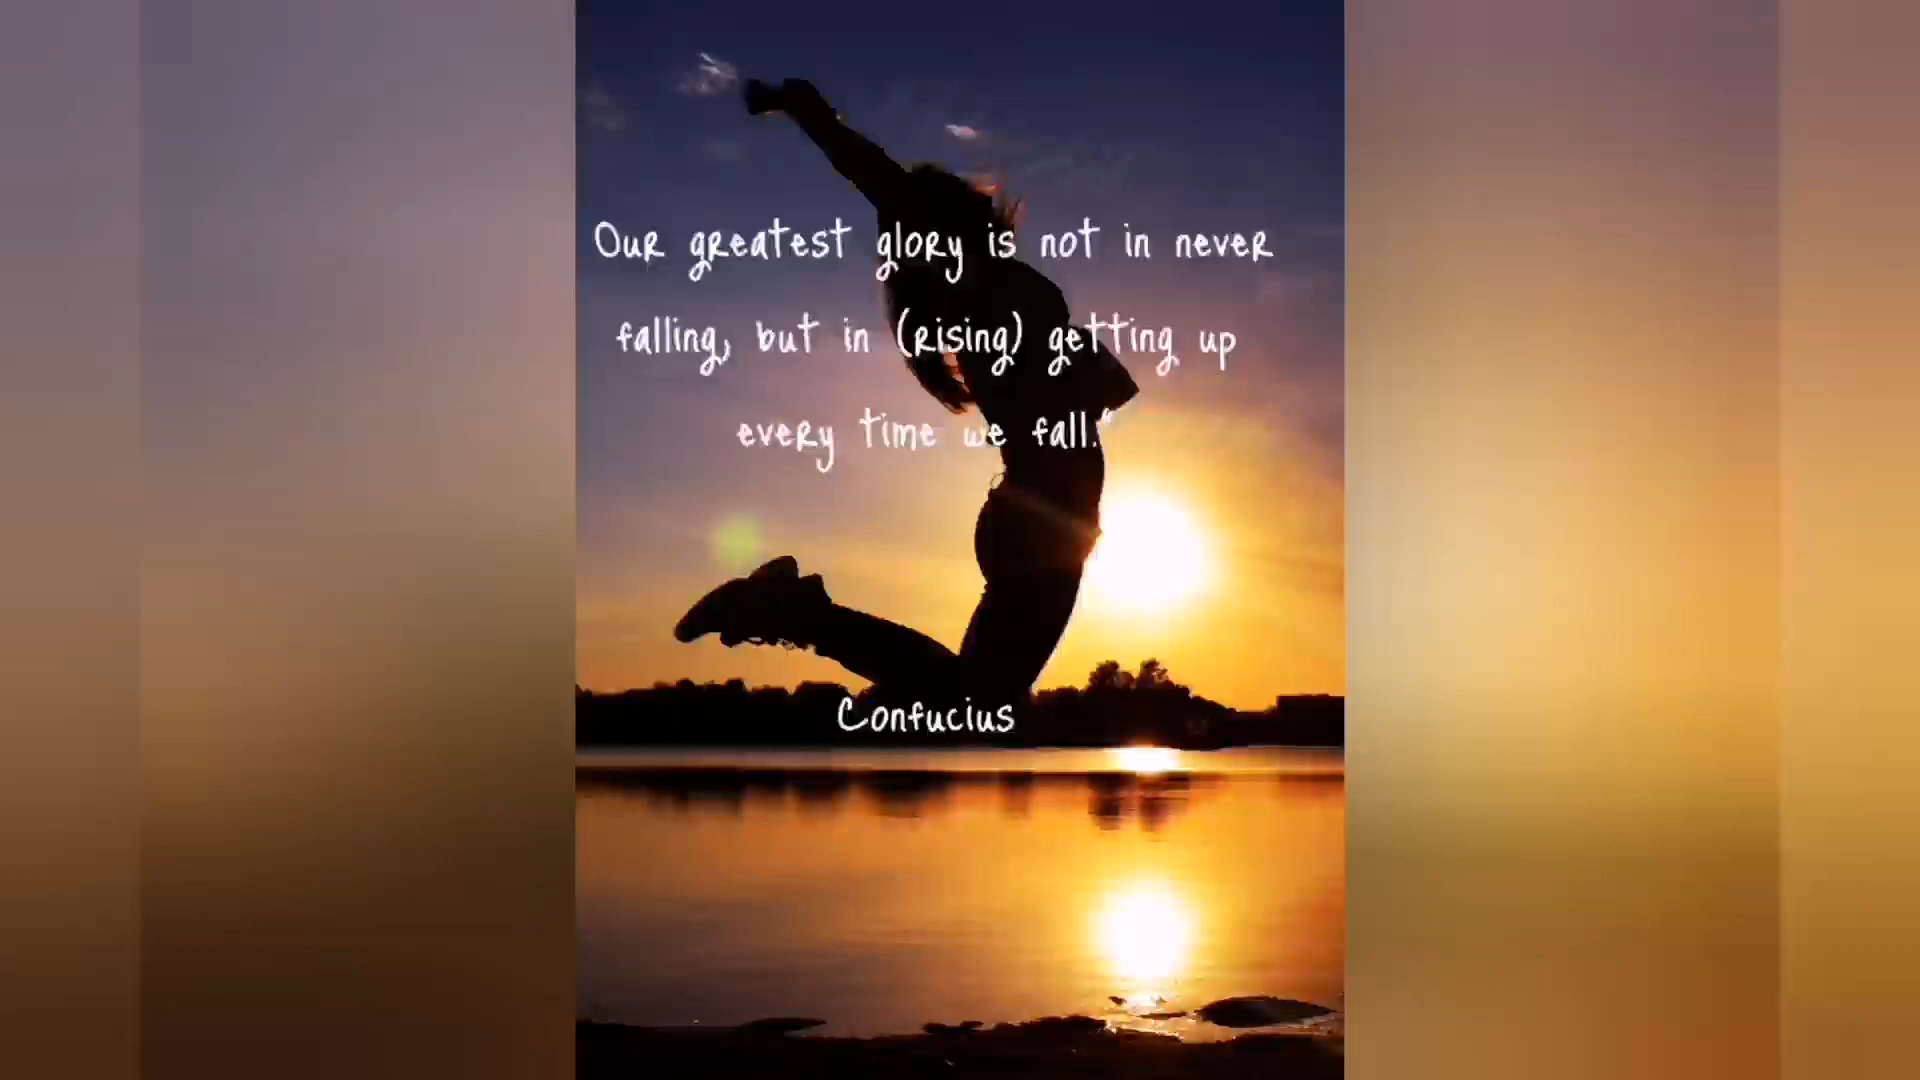 Our greatest glory is not in never
falling, but in (rising) getting up
every time we fall.“
Confucius